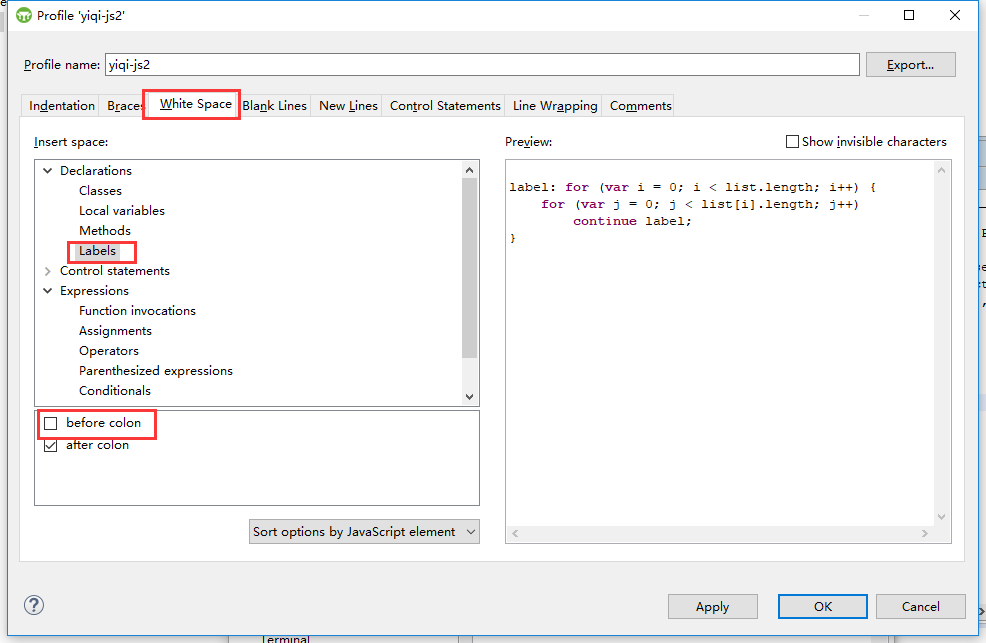 Profile 'yiqi-js2'
Profile name: yiqi-js2 Export...
Indentation Braces White Space Blank Lines New Lines Control Statements Line Wrapping Comments
Insert space:
Declarations
Classes
Local variables
Methods
Labels
Control statements
Expressions
Function invocations
Assignments
Operators
Parenthesized expressions
Conditionals
before colon
after colon
Sort options by JavaScript element
Preview: Show invisible characters
label: for (var i = 0; i < list.length; i++) {
for (var j = 0; j < list[i].length; j++)
continue label;
}
? Apply OK Cancel
Terminal